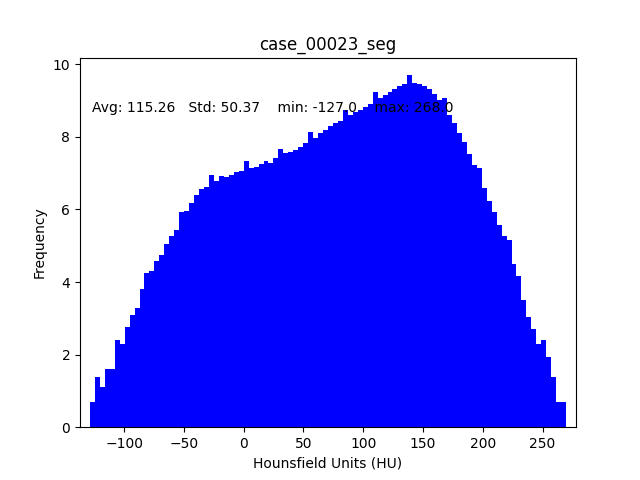 case_00023_seg
Avg: 115.26 Std: 50.37 min: -127.0 max: 268.0
10
8
6
4
2
0
Frequency
−100 −50 0 50 100 150 200 250
Hounsfield Units (HU)